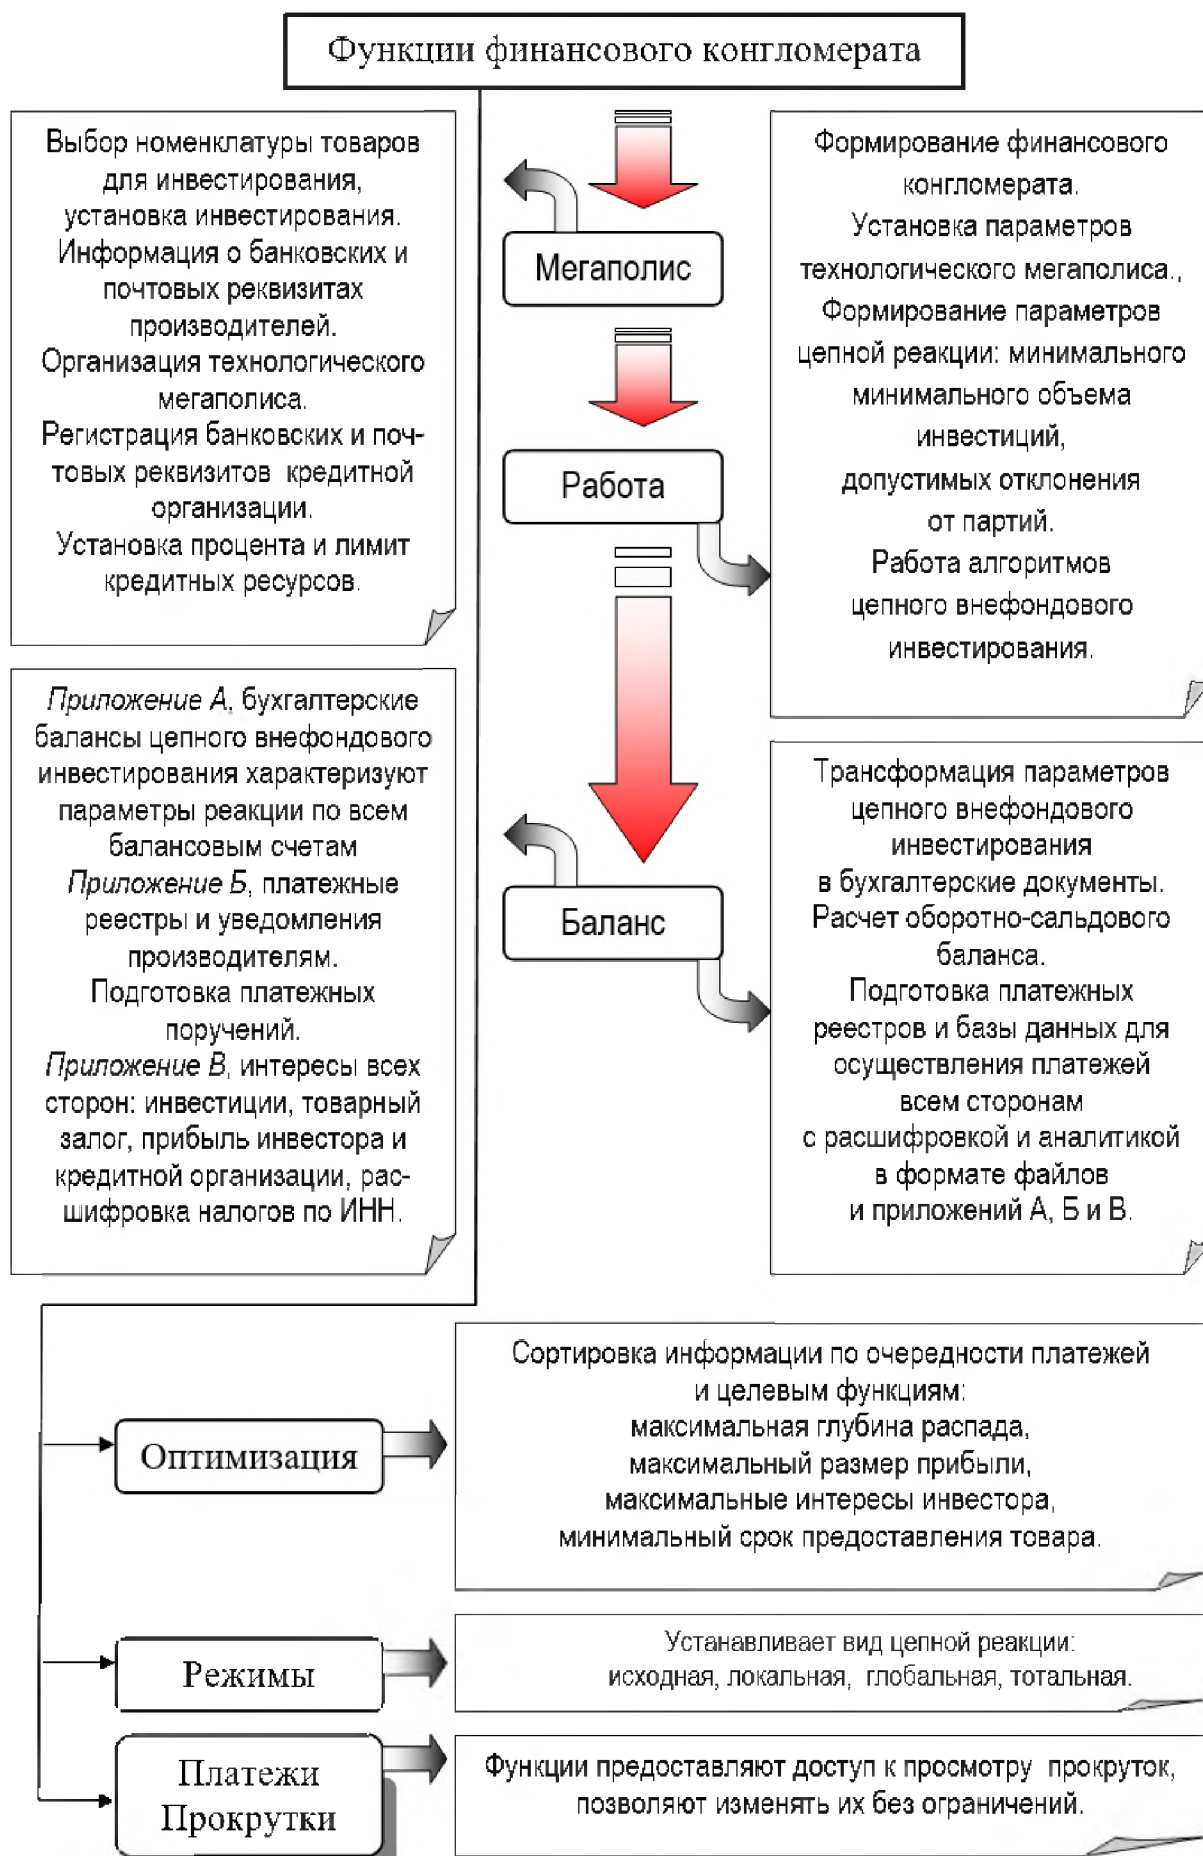 Функции финансового конгломерата
Выбор номенклатуры товаров
для инвестирования,
установка инвестирования.
Информация о банковских и
почтовых реквизитах
производителей.
Организация технологического
мегаполиса.
Регистрация банковских и поч-
товых реквизитов кредитной
организации.
Установка процента и лимит
кредитных ресурсов.
Мегаполис
Работа
Формирование финансового
конгломерата.
Установка параметров
технологического мегаполиса.,
Формирование параметров
цепной реакции: минимального
минимального объема
инвестиций,
допустимых отклонения
от партий.
Работа алгоритмов
цепного внефондового
инвестирования.
Приложение А, бухгалтерские
балансы цепного внефондового
инвестирования характеризуют
параметры реакции по всем
балансовым счетам
Приложение Б, платежные
реестры и уведомления
производителям.
Подготовка платежных
поручений.
Приложение В, интересы всех
сторон: инвестиции, товарный
залог, прибыль инвестора и
кредитной организации, рас-
шифровка налогов по ИНН.
Баланс
Трансформация параметров
цепного внефондового
инвестирования
в бухгалтерские документы.
Расчет оборотно-сальдового
баланса.
Подготовка платежных
реестров и базы данных для
осуществления платежей
всем сторонам
с расшифровкой и аналитикой
в формате файлов
и приложений А, Б и В.
Оптимизация
Сортировка информации по очередности платежей
и целевым функциям:
максимальная глубина распада,
максимальный размер прибыли,
максимальные интересы инвестора,
минимальный срок предоставления товара.
Режимы
Устанавливает вид цепной реакции:
исходная, локальная, глобальная, тотальная.
Платежи
Прокрутки
Функции предоставляют доступ к просмотру прокруток,
позволяют изменять их без ограничений.